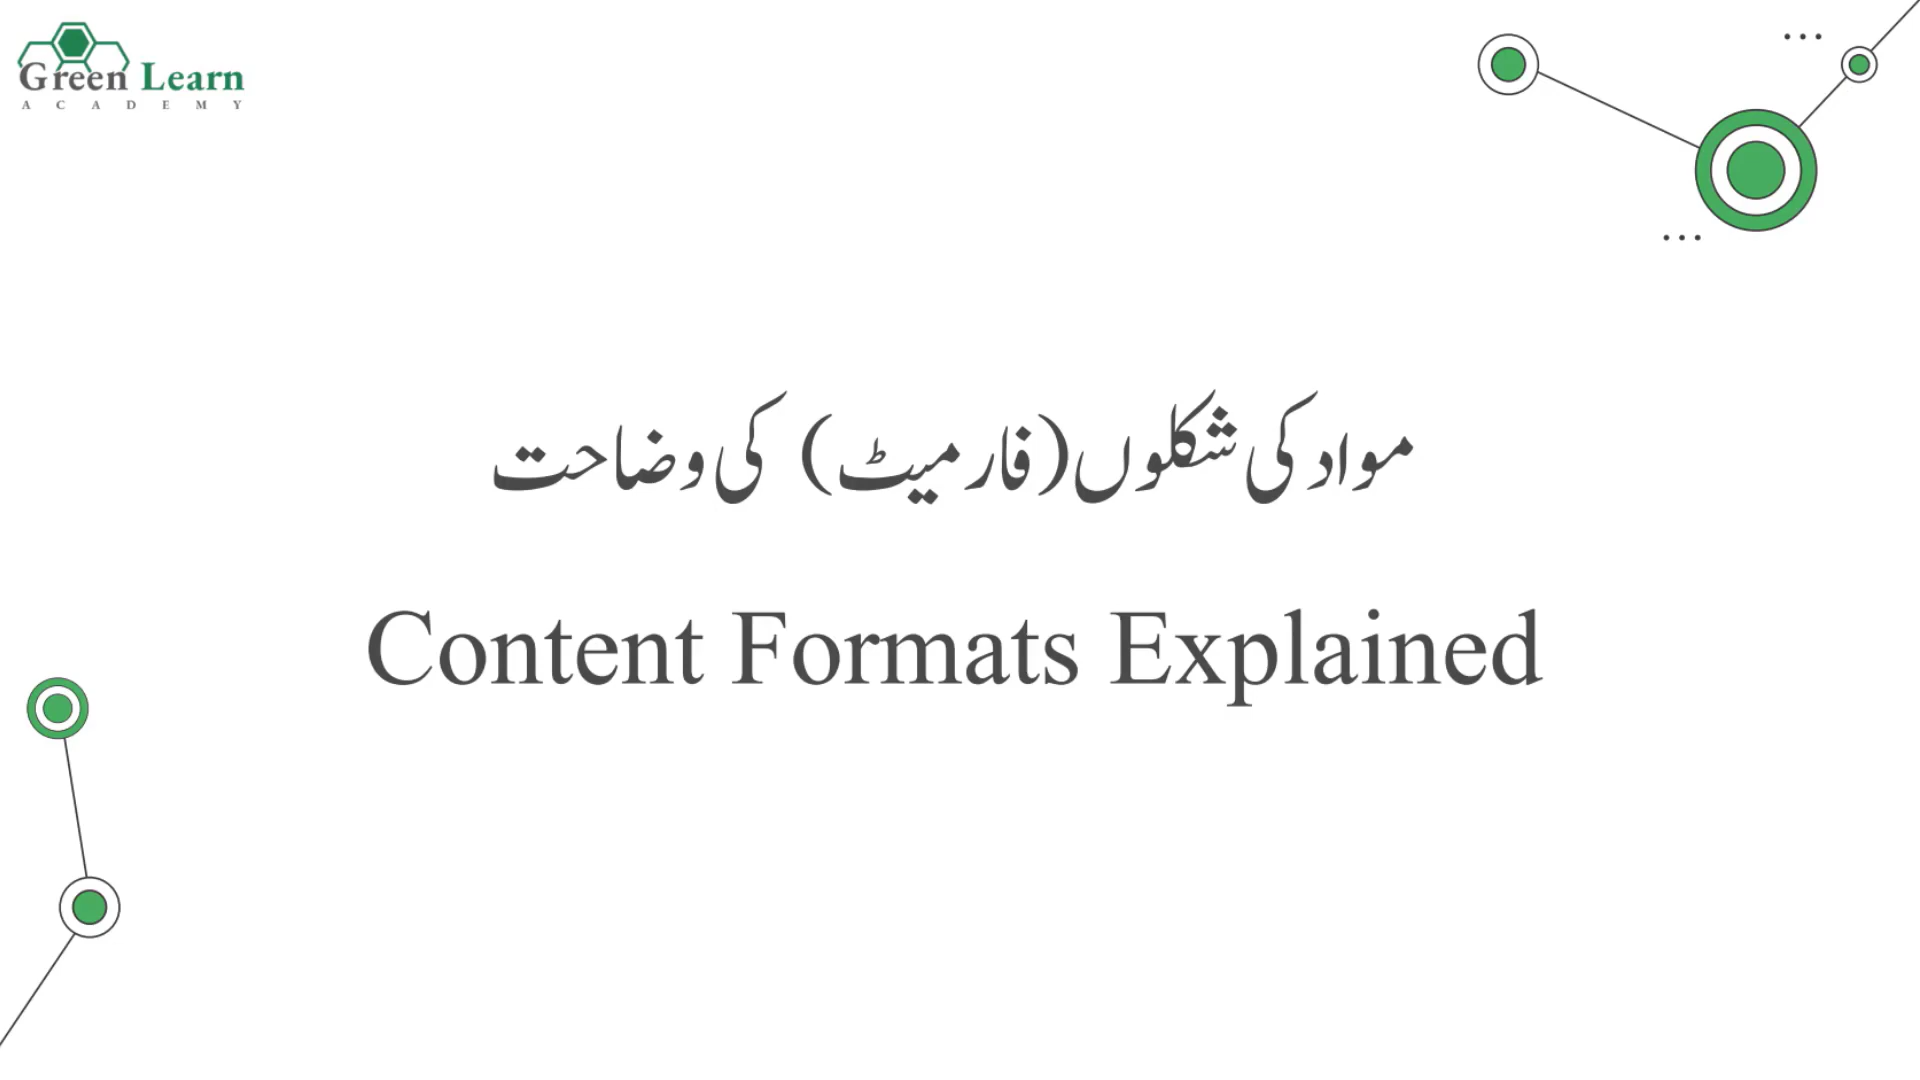 Green Learn
ACADEMY
مواد کی شکلوں (فارمیٹ) کی وضاحت
Content Formats Explained